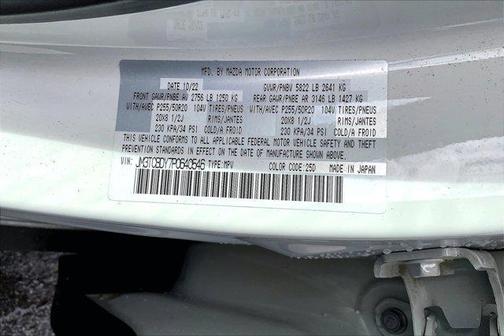 MFD. BY MAZDA MOTOR CORPORATION
DATE 10/22 GVWR/PNBV 5822 LB 2641 KG
FRONT GAWR/PNBE AV 2756 LB 1250 KG REAR GAWR/PNBE AR 3146 LB 1427 KG
WITH/AVEC P255/50R20 104V TIRES/PNEUS WITH/AVEC P255/50R20 104V TIRES/PNEUS
20X8 1/2J RIMS/JANTES 20X8 1/2J RIMS/JANTES
230 KPA/34 PSI COLD/A FROID 230 KPA/34 PSI COLD/A FROID
THIS VEHICLE CONFORMS TO ALL APPLICABLE
FEDERAL MOTOR VEHICLE SAFETY AND THEFT
PREVENTION STANDARDS IN EFFECT ON THE
DATE OF MANUFACTURE SHOWN ABOVE.
VIN: JM3TCBDY7P0640546 TYPE:MPV COLOR CODE:25D MADE IN JAPAN